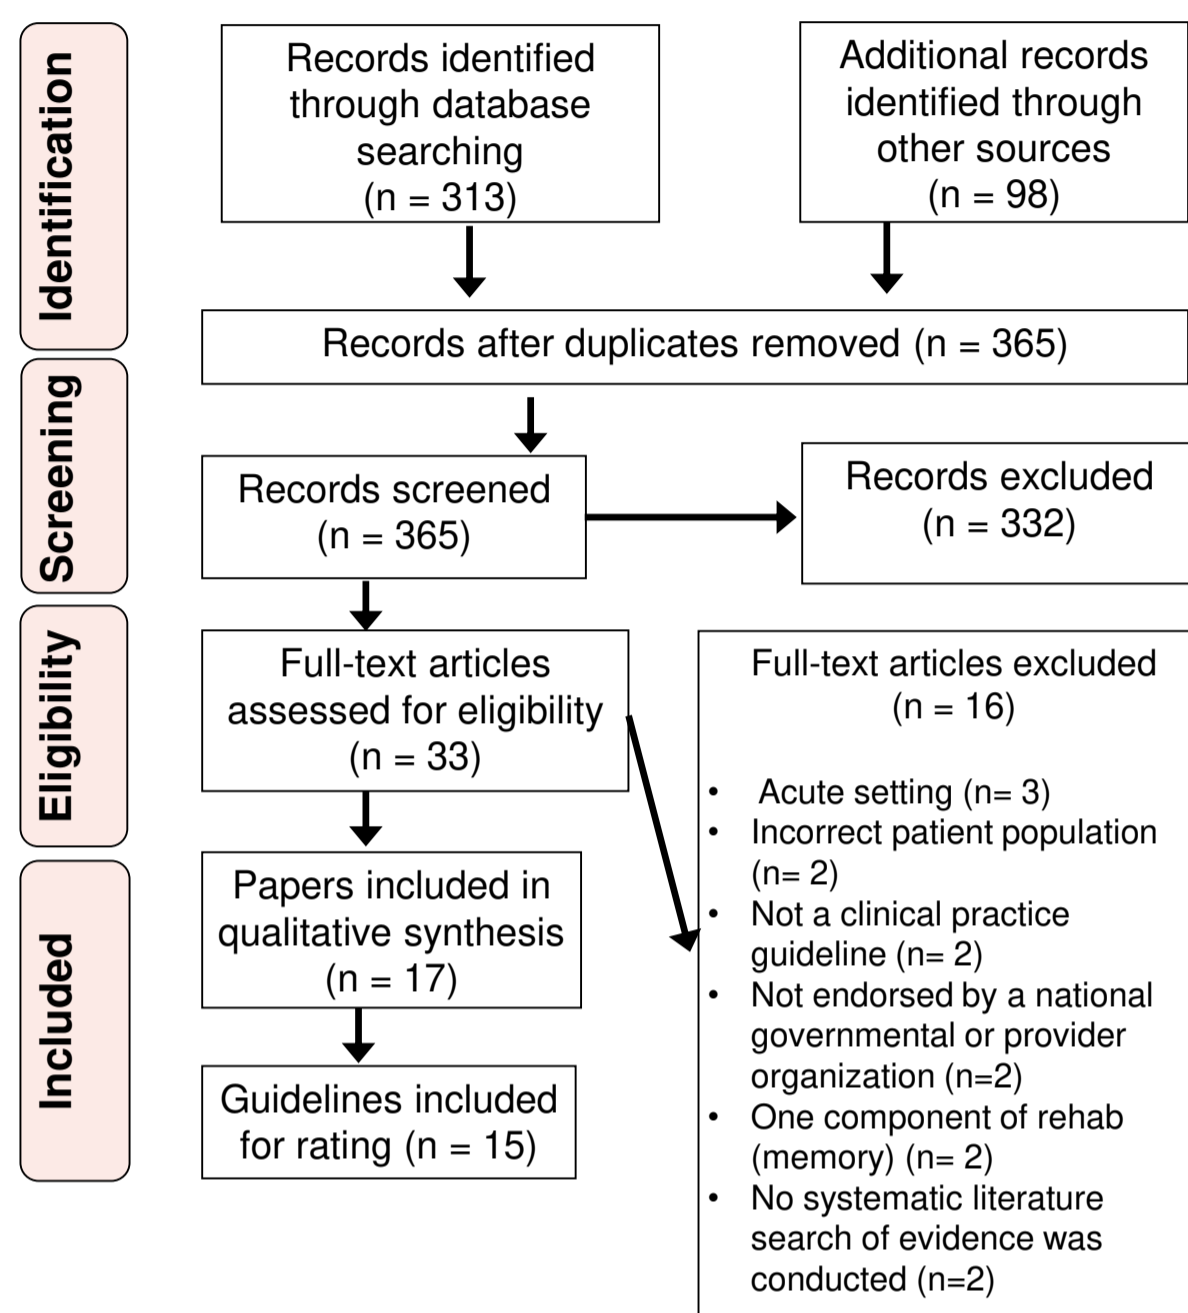 Identification
Records identified
through database
searching
(n = 313)
Additional records
identified through
other sources
(n = 98)
Records after duplicates removed (n = 365)
Screening
Records screened
(n = 365)
Records excluded
(n = 332)
Eligibility
Full-text articles
assessed for eligibility
(n = 33)
Full-text articles excluded
(n = 16)
• Acute setting (n= 3)
• Incorrect patient population
(n= 2)
• Not a clinical practice
guideline (n= 2)
• Not endorsed by a national
governmental or provider
organization (n=2)
• One component of rehab
(memory) (n= 2)
• No systematic literature
search of evidence was
conducted (n=2)
Included
Papers included in
qualitative synthesis
(n = 17)
Guidelines included
for rating (n = 15)